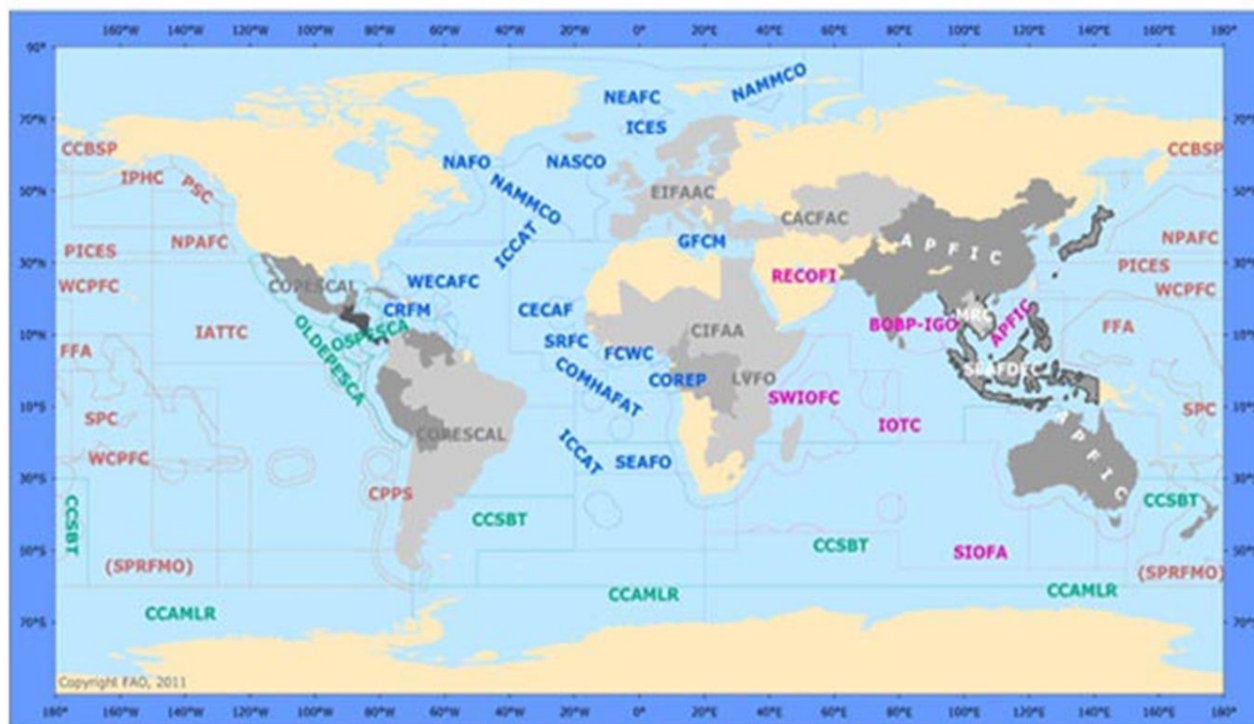 160°W 140°W 120°W 100°W 80°W 60°W 40°W 20°W 0°E 20°E 40°E 60°E 80°E 100°E 120°E 140°E 160°E
90°
NEAFC
NAMMCO
70°N
ICES
70°N
CCBSP
NAFO
NASCO
CCBSP
IPHC
PSC
NAMMCO
EIFAAC
50°N
50°N
CACFAC
ICCAT
GFCM
APFIC
PICES
NPAFC
NPAFC
30°N
30°N
WCPFC
COPESCAL
WECAFC
RECOFI
PICES
WCPFC
CRFM
CECAF
BOBP-IGO
MRC
APFIC
FFA
IATTC
OLDEPESCA
OSPESCA
CIFAA
10°N
10°N
FFA
SRFC
FCWC
COMHAFAT
COREP
LVFO
SEAFDEC
SWIOFC
10°S
10°S
SPC
SPC
IOTC
APFIC
WCPFC
COPESCAL
ICCAT
SEAFO
30°S
30°S
CPPS
CCSBT
CCSBT
CCSBT
CCSBT
SIOFA
50°S
50°S
(SPRFMO)
(SPRFMO)
CCAMLR
CCAMLR
CCAMLR
70°S
70°S
Copyright FAO, 2011
180° 160°W 140°W 120°W 100°W 80°W 60°W 40°W 20°W 0°E 20°E 40°E 60°E 80°E 100°E 120°E 140°E 160°E 180°